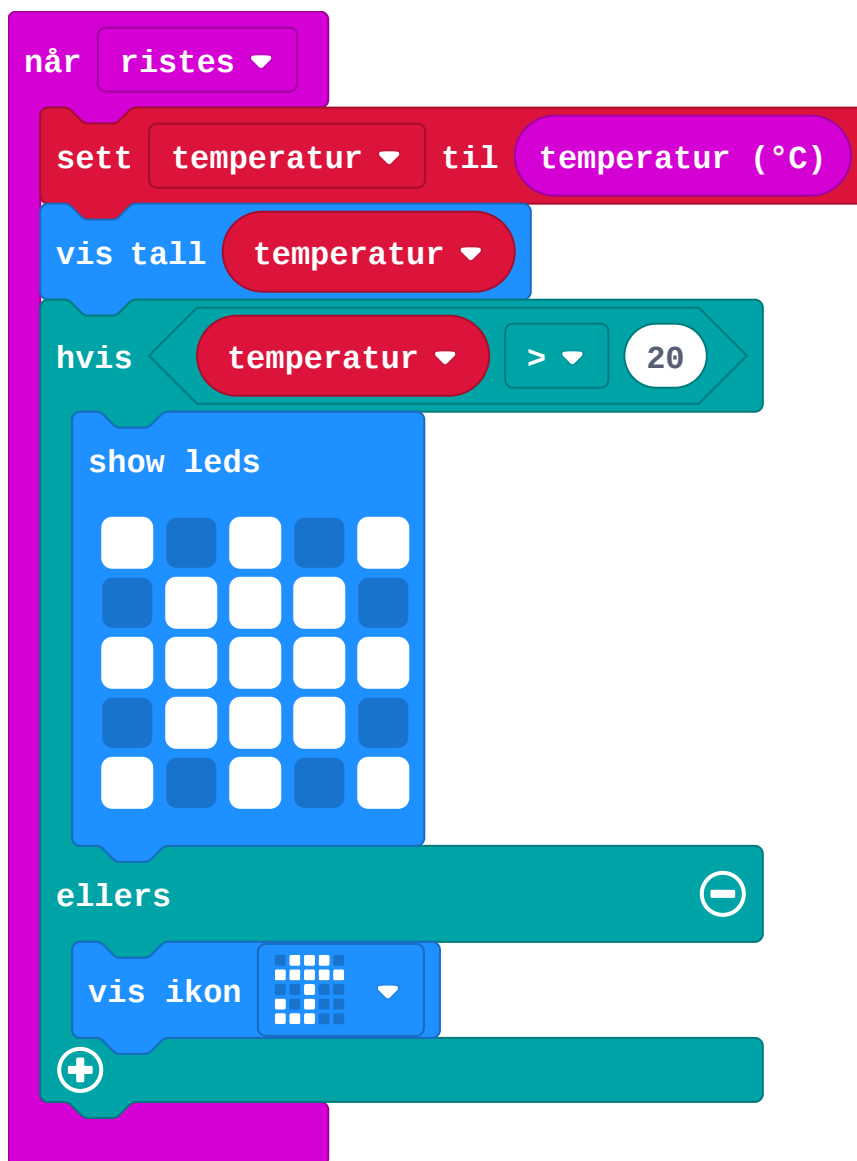 når ristes
sett temperatur til temperatur (°C)
vis tall temperatur
hvis temperatur > 20
show leds
ellers
vis ikon